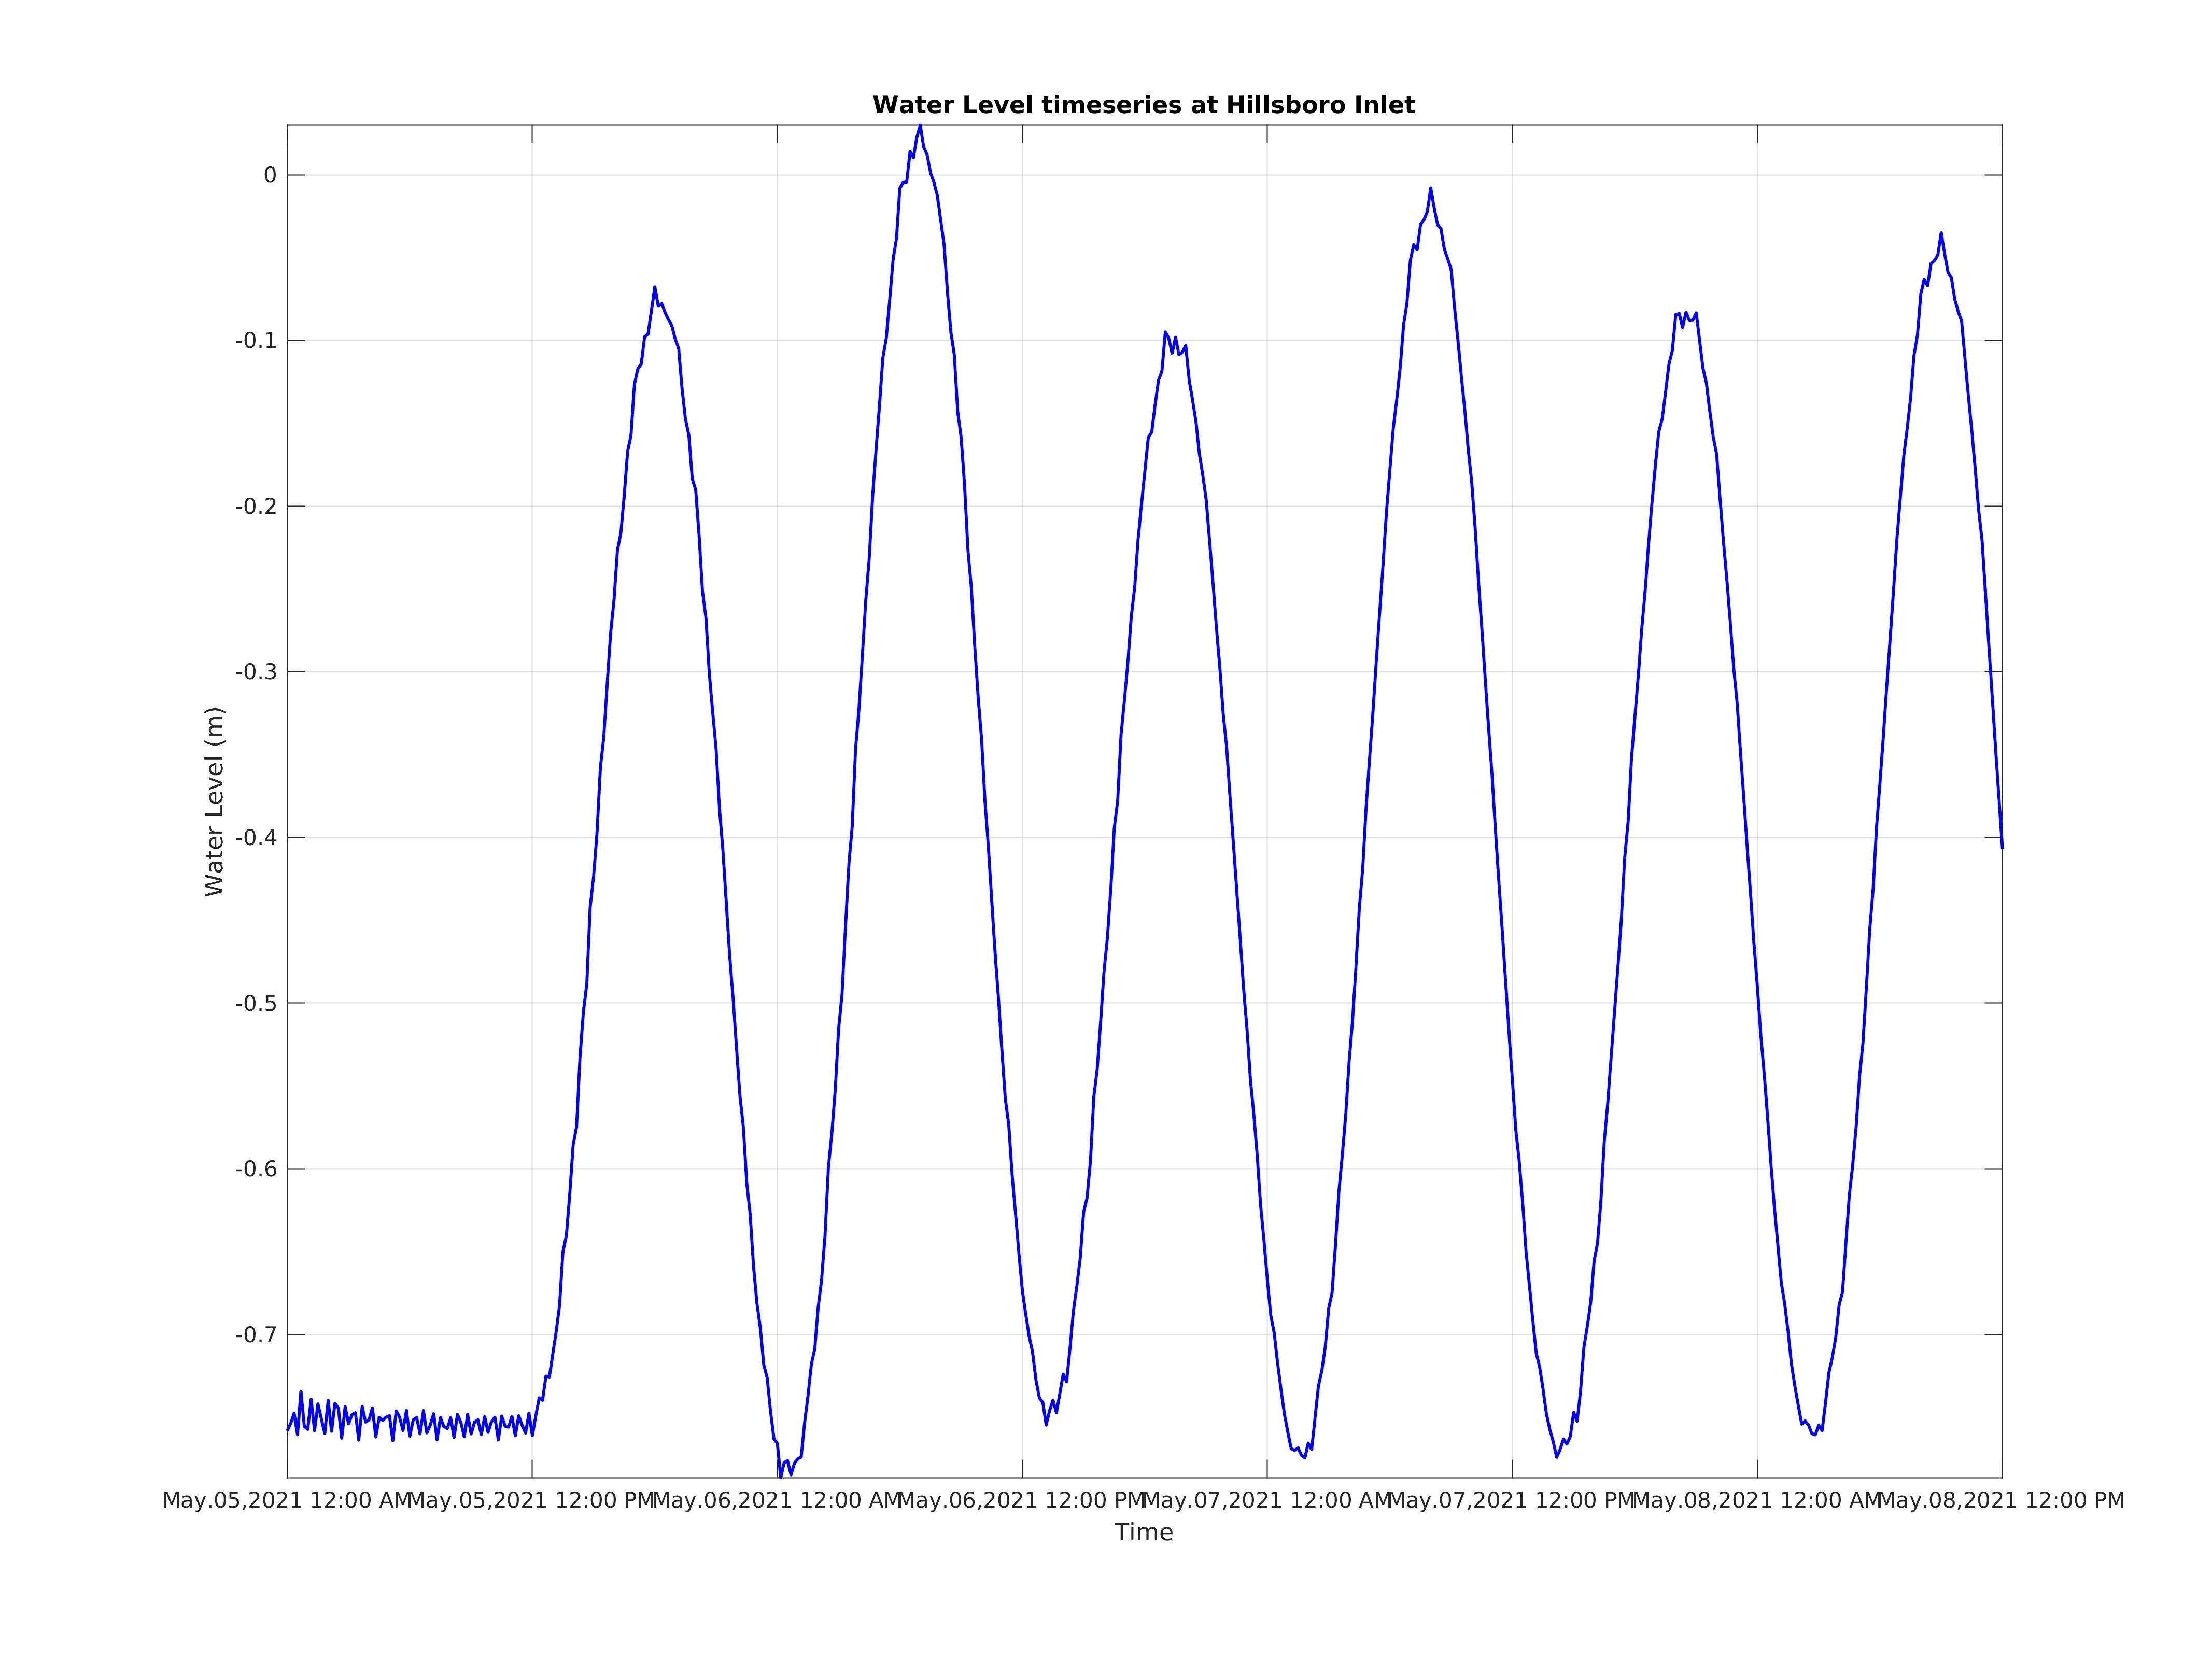 Water Level timeseries at Hillsboro Inlet
0
-0.1
-0.2
-0.3
-0.4
-0.5
-0.6
-0.7
Water Level (m)
May.05,2021 12:00 AM May.05,2021 12:00 PM May.06,2021 12:00 AM May.06,2021 12:00 PM May.07,2021 12:00 AM May.07,2021 12:00 PM May.08,2021 12:00 AM May.08,2021 12:00 PM
Time